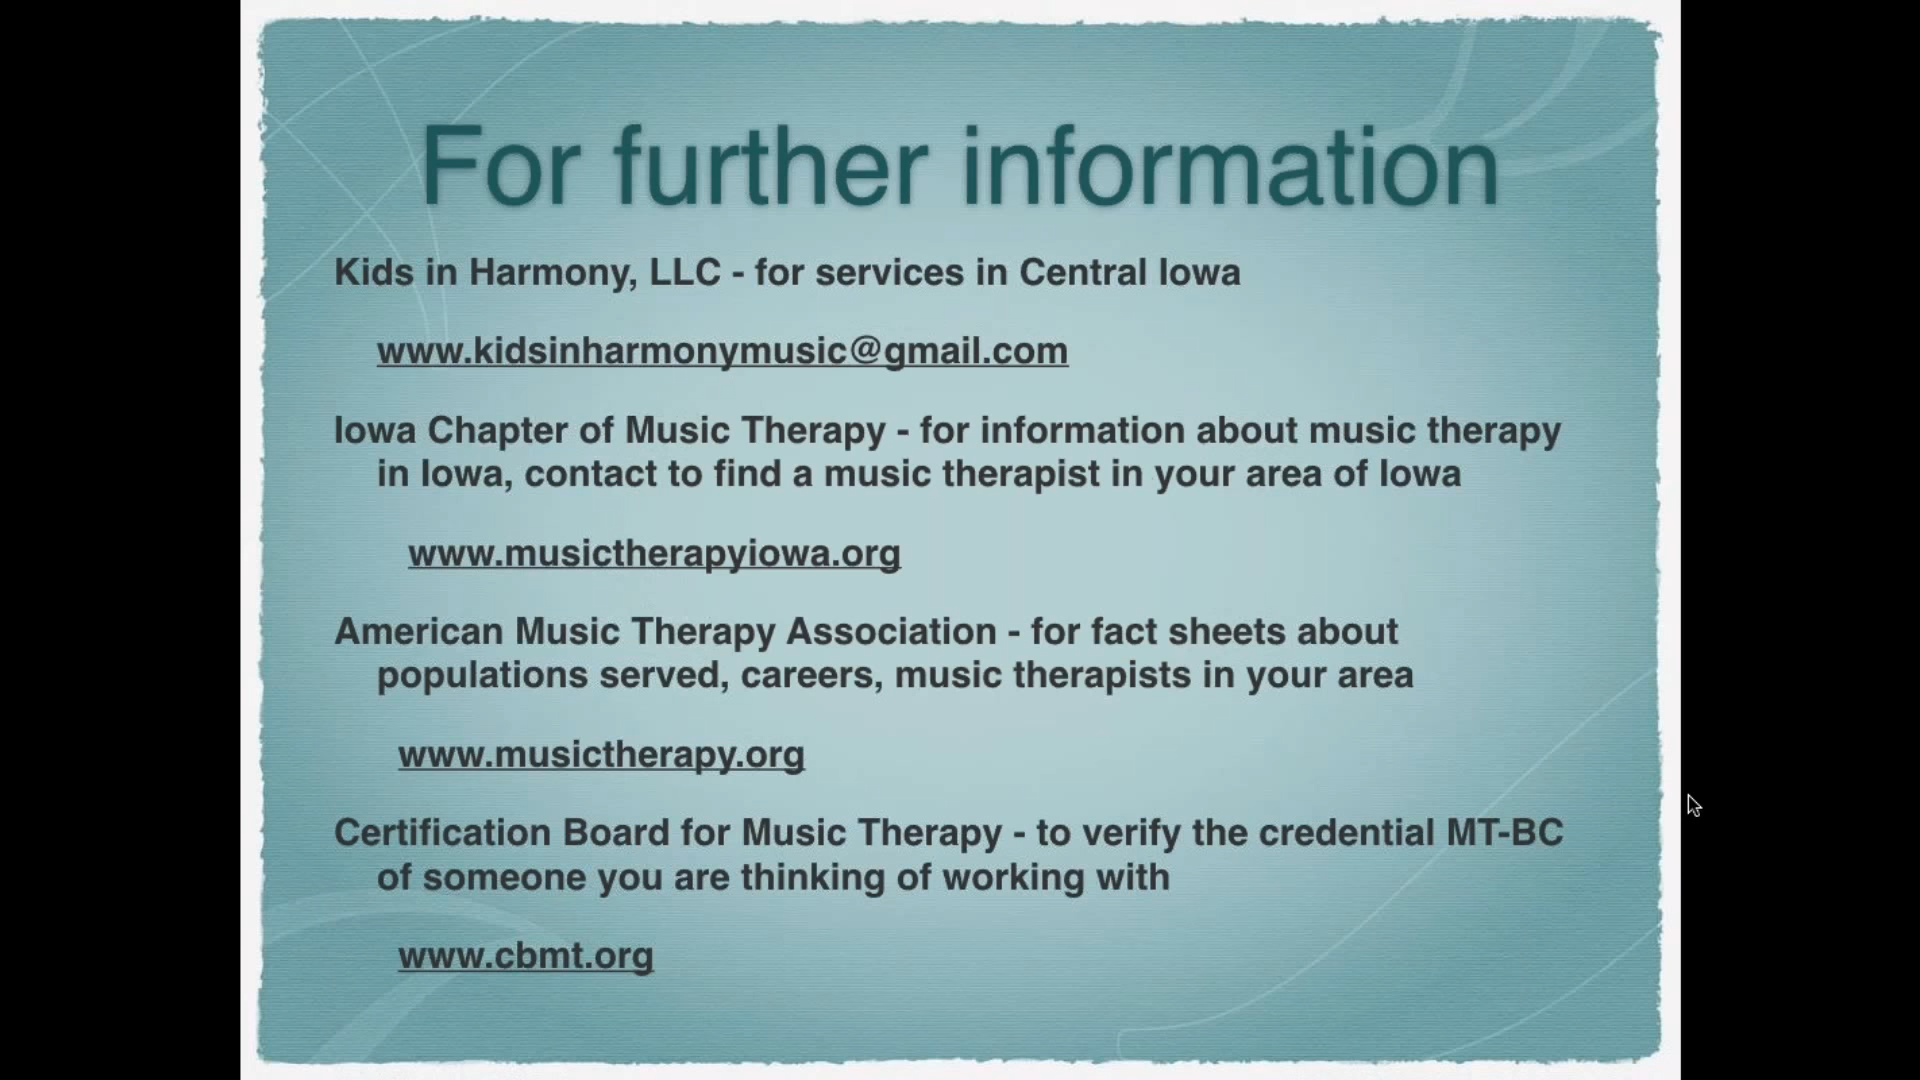 For further information
Kids in Harmony, LLC - for services in Central Iowa
www.kidsinharmonymusic@gmail.com
Iowa Chapter of Music Therapy - for information about music therapy
in Iowa, contact to find a music therapist in your area of Iowa
www.musictherapyiowa.org
American Music Therapy Association - for fact sheets about
populations served, careers, music therapists in your area
www.musictherapy.org
Certification Board for Music Therapy - to verify the credential MT-BC
of someone you are thinking of working with
www.cbmt.org